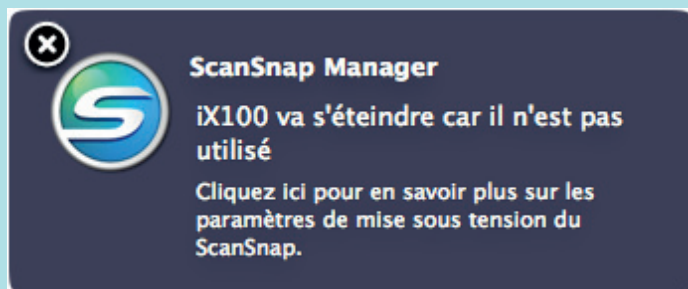 ScanSnap Manager
iX100 va s'éteindre car il n'est pas
utilisé
Cliquez ici pour en savoir plus sur les
paramètres de mise sous tension du
ScanSnap.